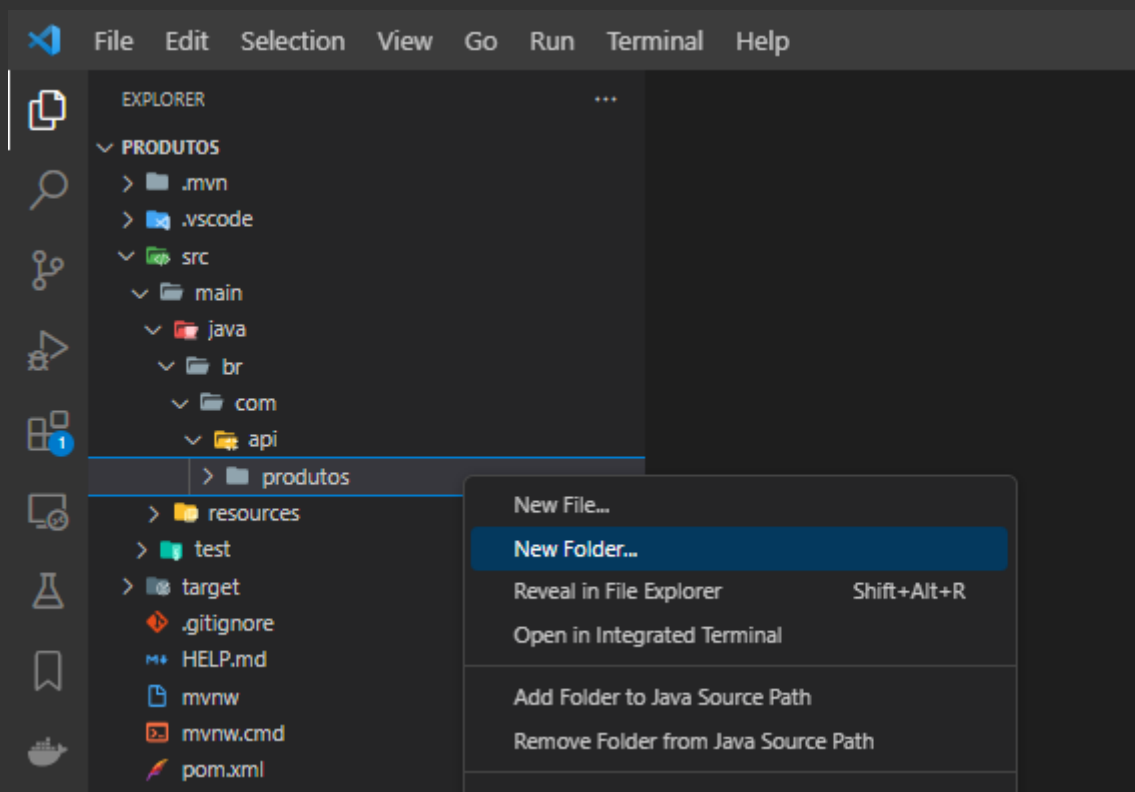 File Edit Selection View Go Run Terminal Help
EXPLORER ...
PRODUTOS
.mvn
.vscode
src
main
java
br
com
api
produtos
resources
test
target
.gitignore
HELP.md
mvnw
mvnw.cmd
pom.xml
1
New File...
New Folder...
Reveal in File Explorer Shift+Alt+R
Open in Integrated Terminal
Add Folder to Java Source Path
Remove Folder from Java Source Path